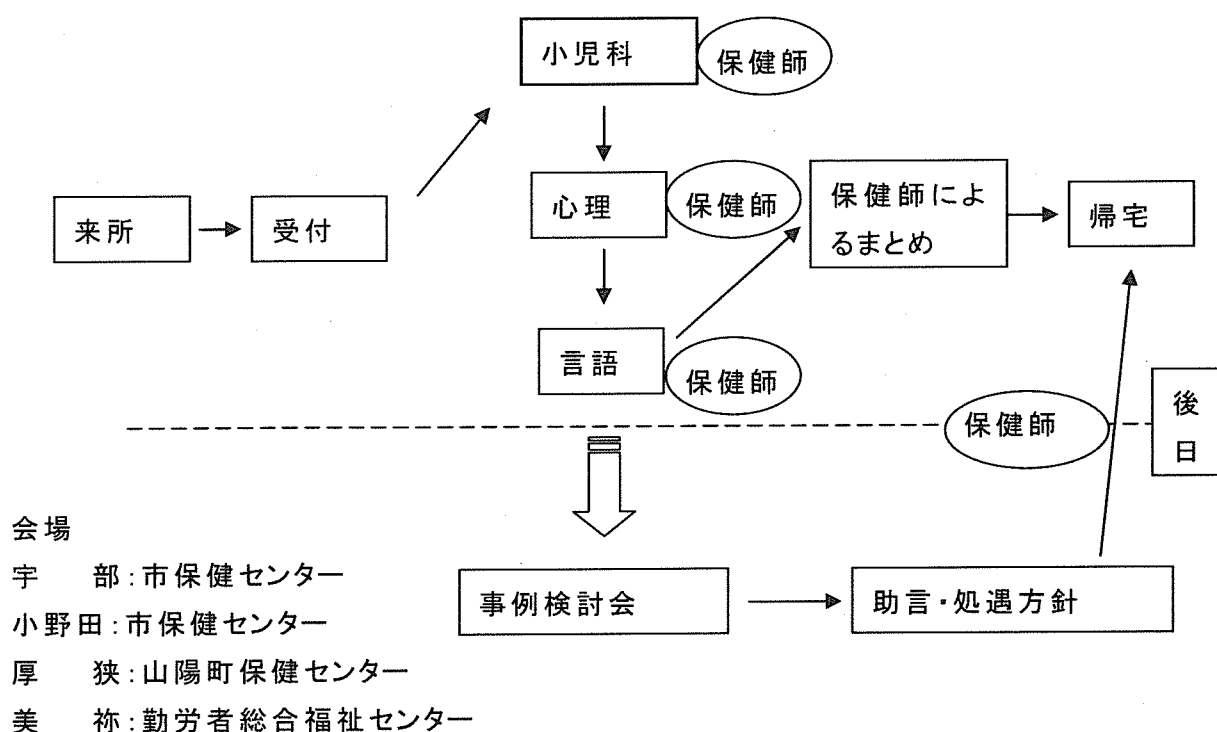 小児科
保健師
来所
受付
心理
保健師
保健師によ
るまとめ
帰宅
言語
保健師
保健師
後
日
事例検討会
助言・処遇方針
会場
宇　　部：市保健センター
小野田：市保健センター
厚　　狭：山陽町保健センター
美　　祢：勤労者総合福祉センター